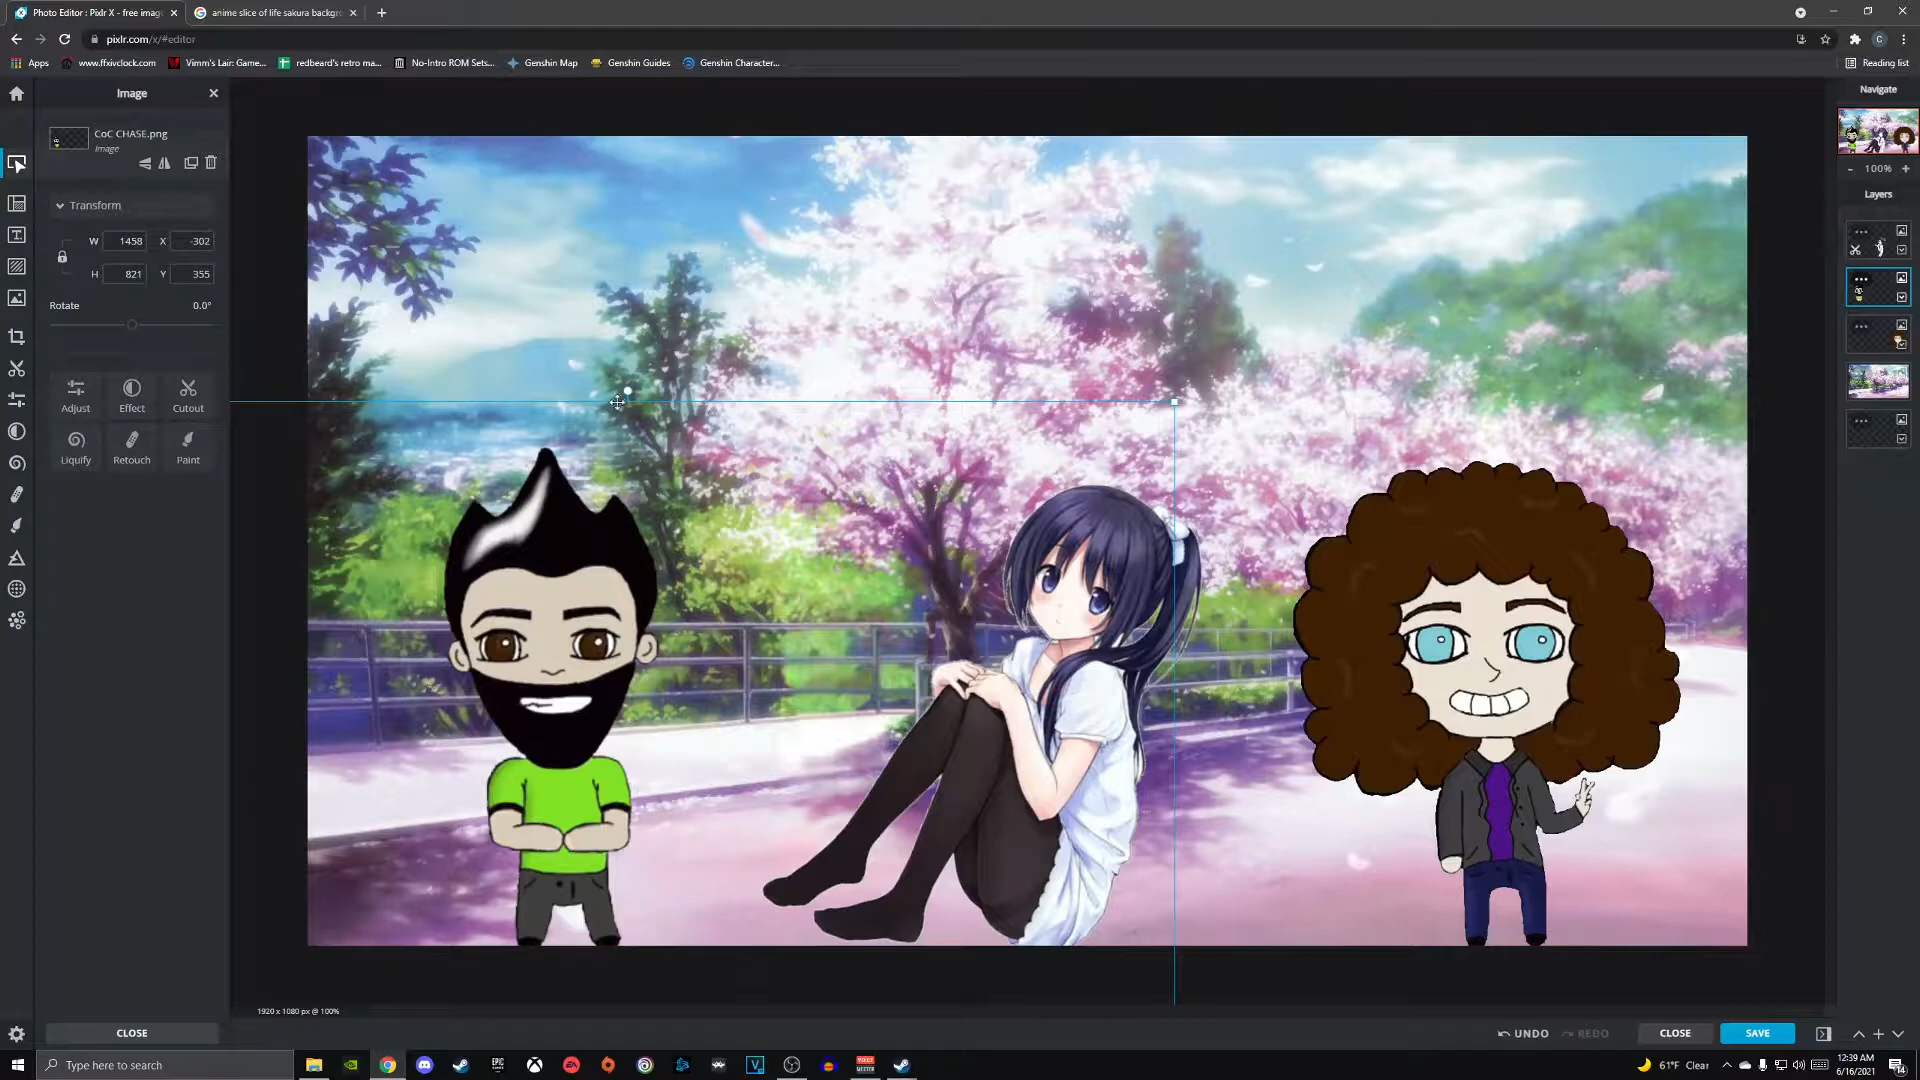 Photo Editor : Pixlr X - free imag
anime slice of life sakura backgro
pixlr.com/x/#editor
Apps
www.ffxivclock.com
Vimm's Lair: Game...
redbeard's retro ma...
No-Intro ROM Sets...
Genshin Map
Genshin Guides
Genshin Character...
Reading list
Image
CoC CHASE.png
Image
Transform
W 1458 X -302
H 821 Y 355
Rotate 0.0°
Adjust Effect Cutout
Liquify Retouch Paint
Navigate
100%
Layers
1920 x 1080 px @ 100%
CLOSE
UNDO REDO CLOSE SAVE
Type here to search
61°F Clear
12:39 AM
6/16/2021